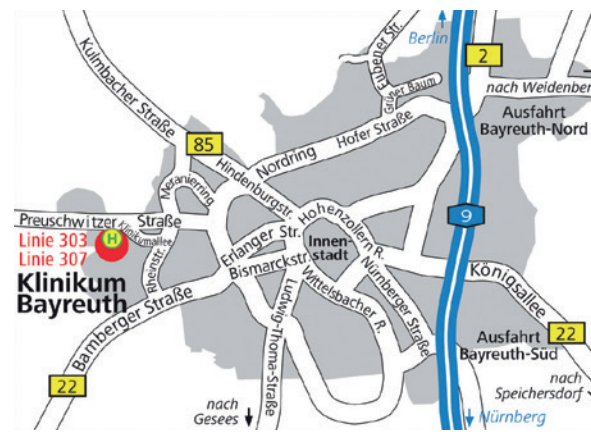 Berlin
2
Eubener Str.
Grüner Baum
nach Weidenber
Ausfahrt
Bayreuth-Nord
Kulmbacher Straße
85
Hindenburgstr.
Nordring
Hofer Straße
Meranierring
Preuschwitzer Straße
Klinikumallee
H
Linie 303
Linie 307
Klinikum
Bayreuth
Rheinstr.
Erlanger Str.
Hohenzollern R.
Innen-
stadt
9
Bismarckstr.
Wittelsbacher R.
Nürnberger Straße
Königsallee
22
Bamberger Straße
22
Ludwig-Thoma-Straße
Ausfahrt
Bayreuth-Süd
nach
Speichersdorf
nach
Gesees
Nürnberg